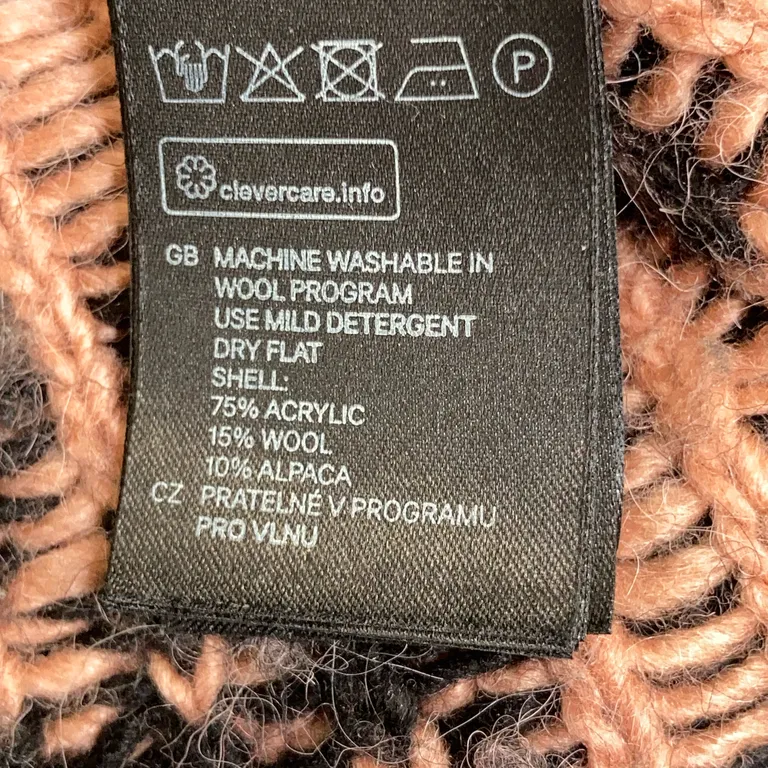 P
clevercare.info
GB MACHINE WASHABLE IN
WOOL PROGRAM
USE MILD DETERGENT
DRY FLAT
SHELL:
75% ACRYLIC
15% WOOL
10% ALPACA
CZ PRATELNÉ V PROGRAMU
PRO VLNU